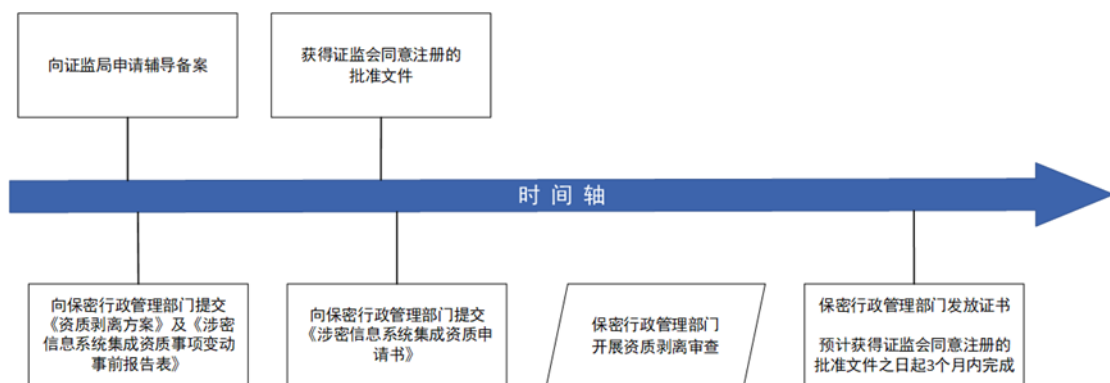 向证监局申请辅导备案
获得证监会同意注册的
批准文件
时间轴
向保密行政管理部门提交
《资质剥离方案》及《涉密
信息系统集成资质事项变动
事前报告表》
向保密行政管理部门提交
《涉密信息系统集成资质申
请书》
保密行政管理部门
开展资质剥离审查
保密行政管理部门发放证书
预计获得证监会同意注册的
批准文件之日起3个月内完成